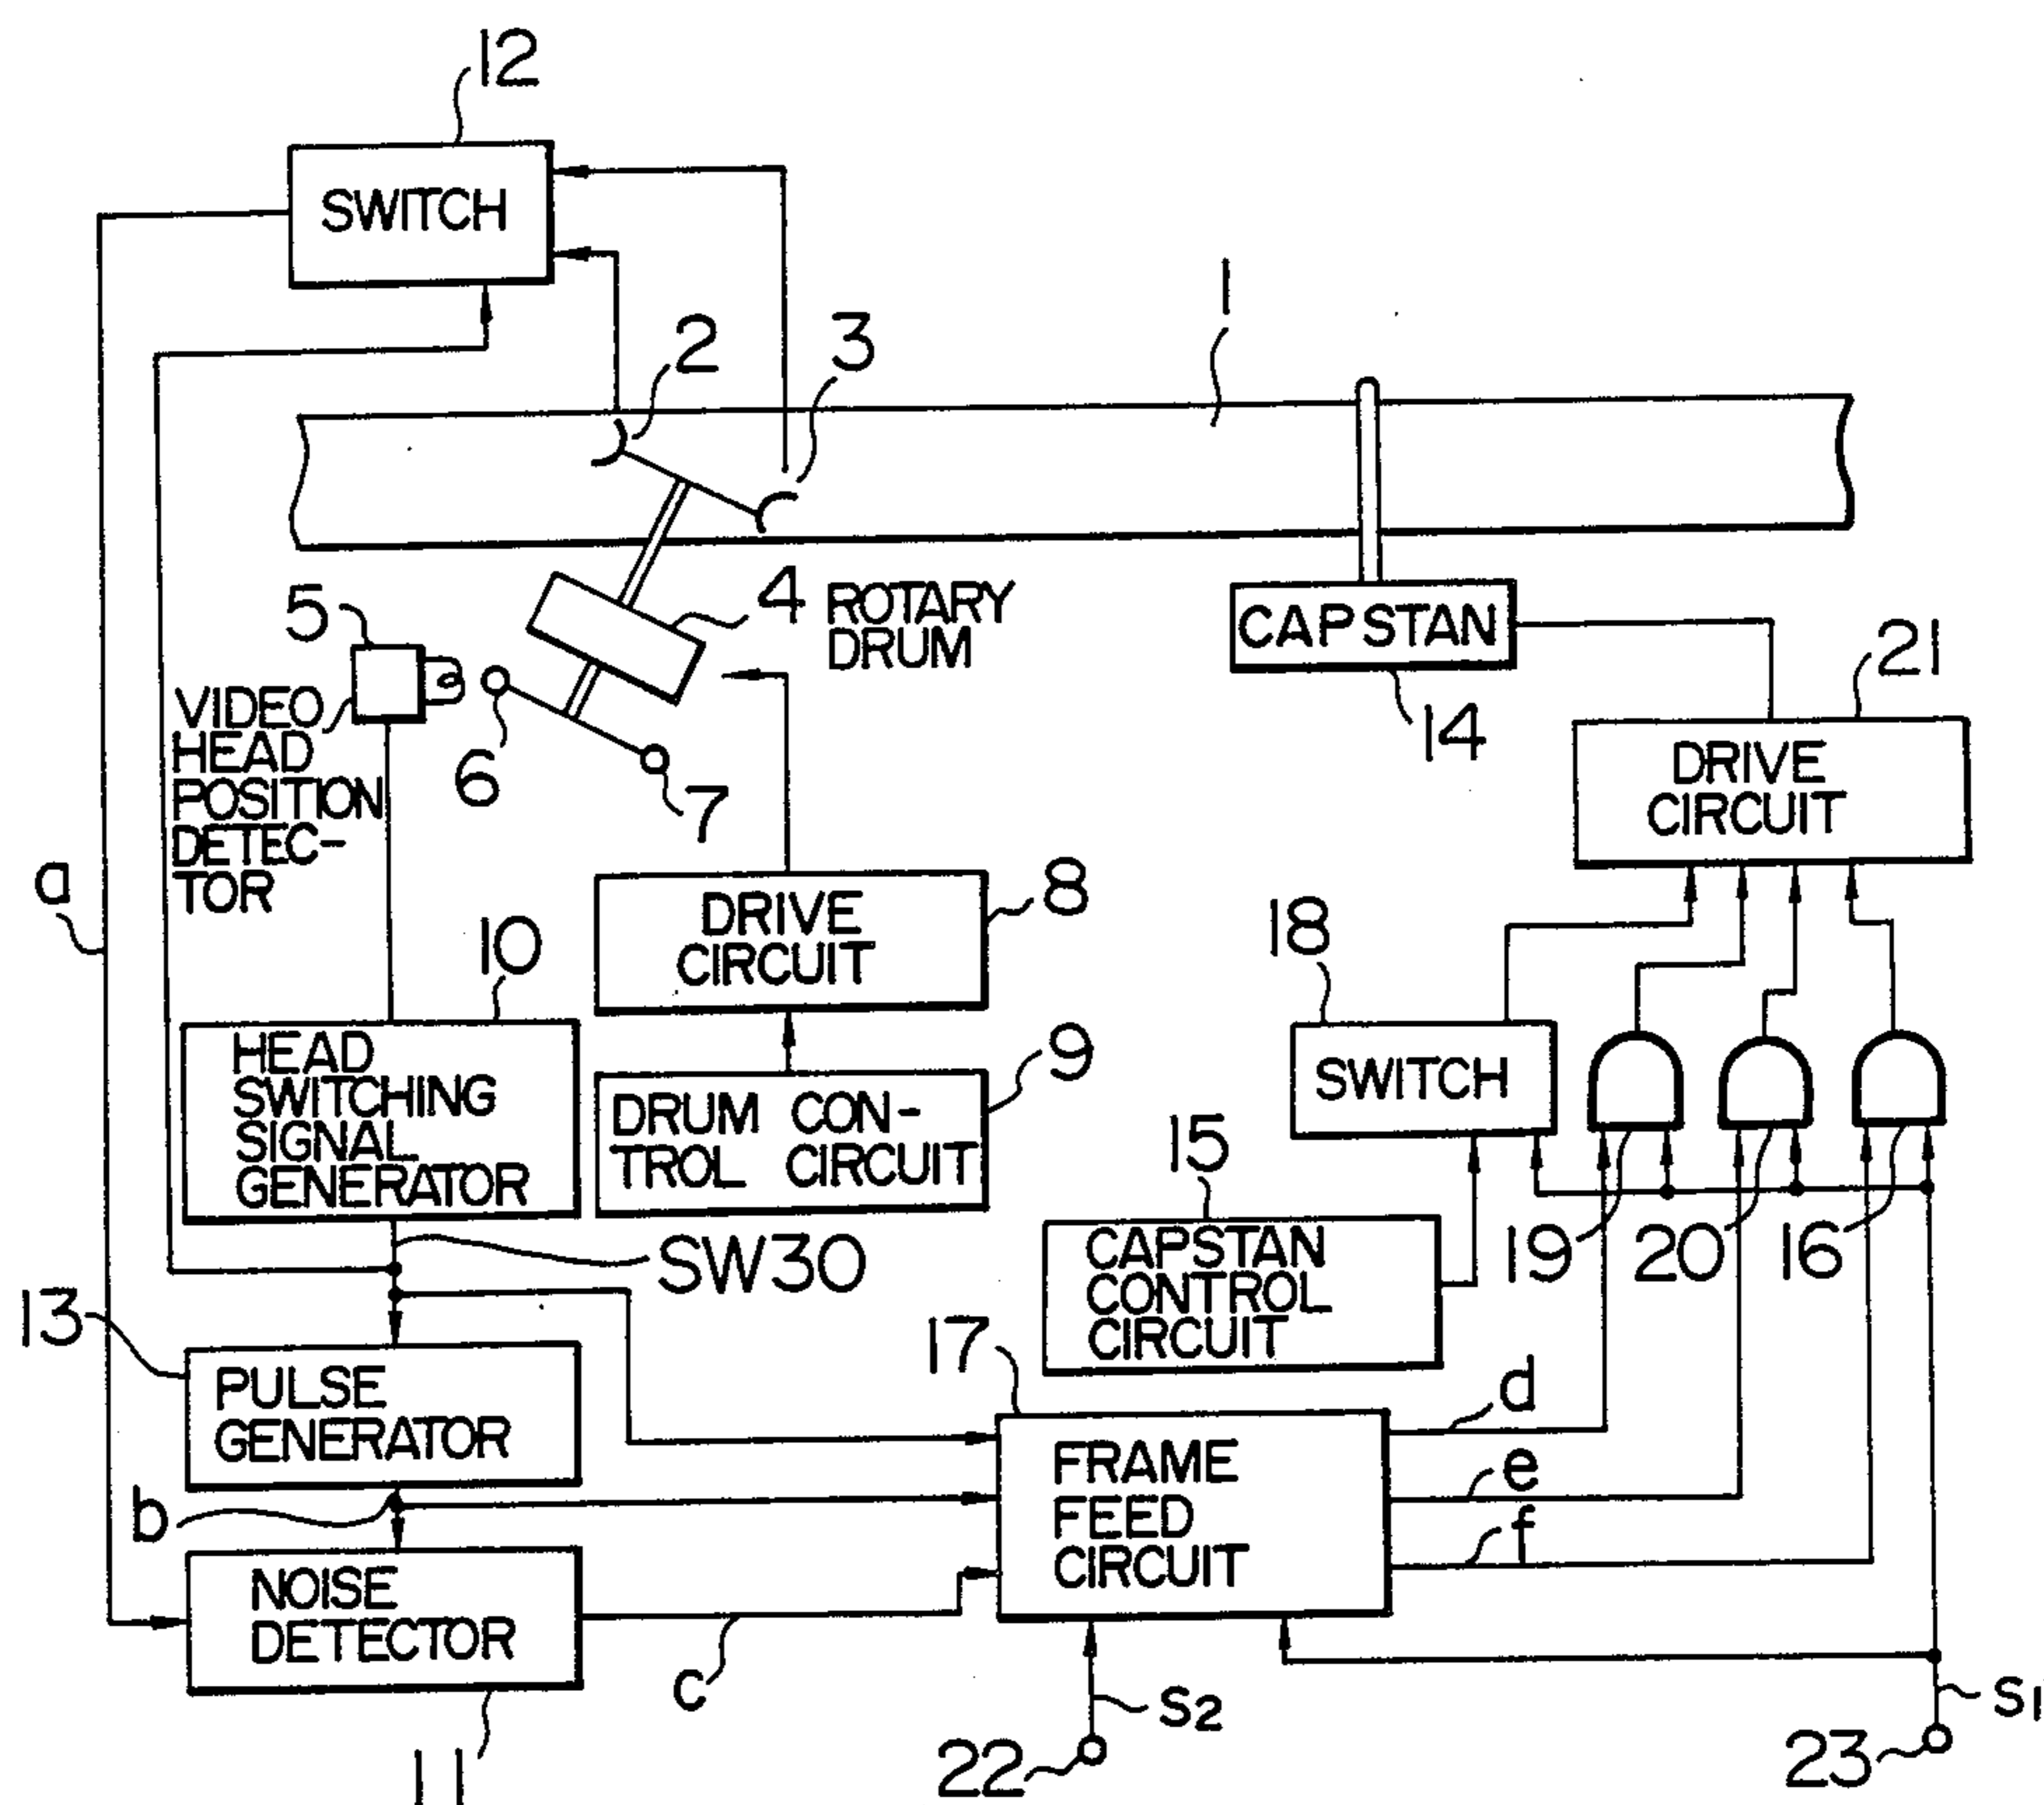 12
SWITCH
1
2
3
4 ROTARY
DRUM
5
CAPSTAN
21
VIDEO
HEAD
POSITION
DETEC-
TOR
6
7
14
DRIVE
CIRCUIT
a
10
DRIVE
CIRCUIT
8
18
HEAD
SWITCHING
SIGNAL
GENERATOR
DRUM CON-
TROL CIRCUIT
9
SWITCH
15
19
20
16
SW30
CAPSTAN
CONTROL
CIRCUIT
13
17
PULSE
GENERATOR
d
e
f
FRAME
FEED
CIRCUIT
b
NOISE
DETECTOR
c
s2
s1
11
22
23